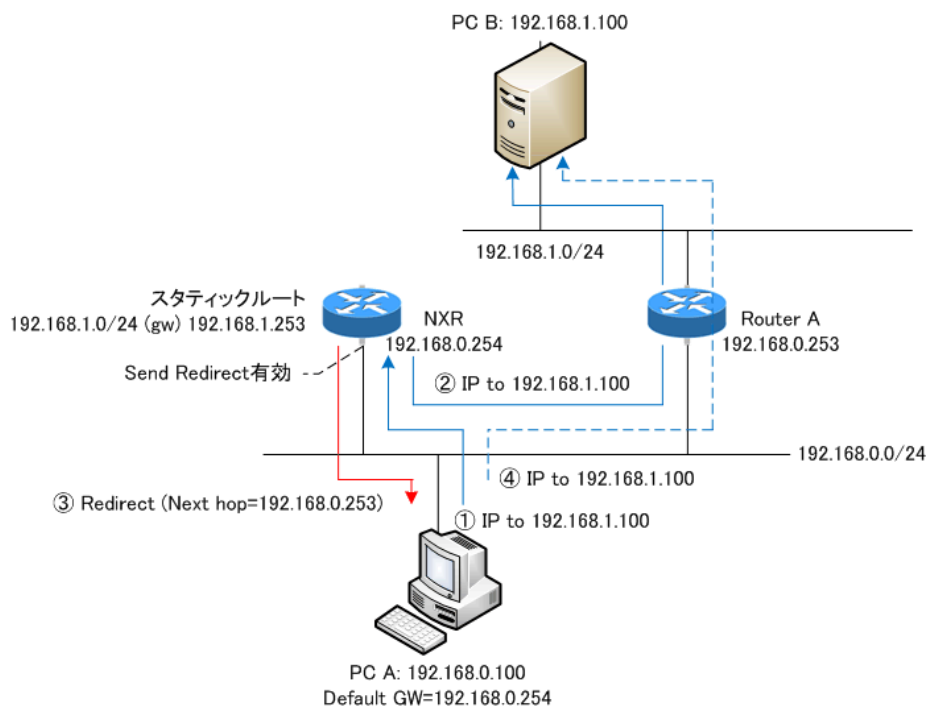 PC B: 192.168.1.100
192.168.1.0/24
スタティックルート
192.168.1.0/24 (gw) 192.168.1.253
NXR
192.168.0.254
Router A
192.168.0.253
Send Redirect有効
② IP to 192.168.1.100
192.168.0.0/24
④ IP to 192.168.1.100
③ Redirect (Next hop=192.168.0.253)
① IP to 192.168.1.100
PC A: 192.168.0.100
Default GW=192.168.0.254